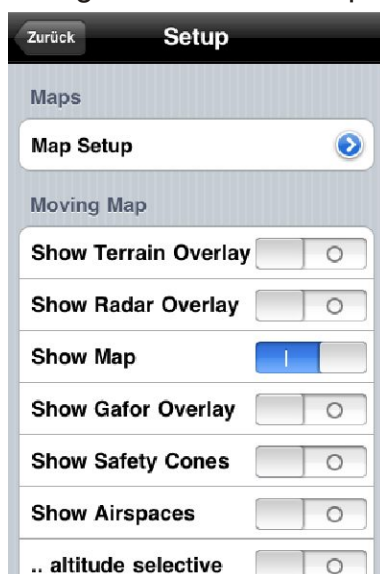 Zurück
Setup
Maps
Map Setup
Moving Map
Show Terrain Overlay
Show Radar Overlay
Show Map
Show Gafor Overlay
Show Safety Cones
Show Airspaces
.. altitude selective